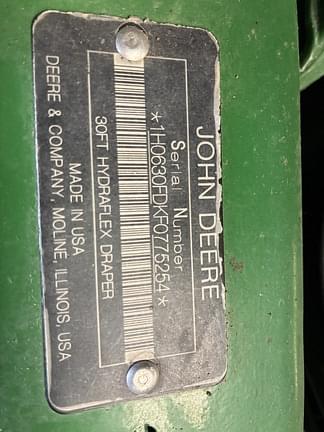 JOHN DEERE
Serial Number
*1H0630FDKF0775254*
30FT HYDRAFLEX DRAPER
MADE IN USA
DEERE & COMPANY, MOLINE, ILLINOIS, USA